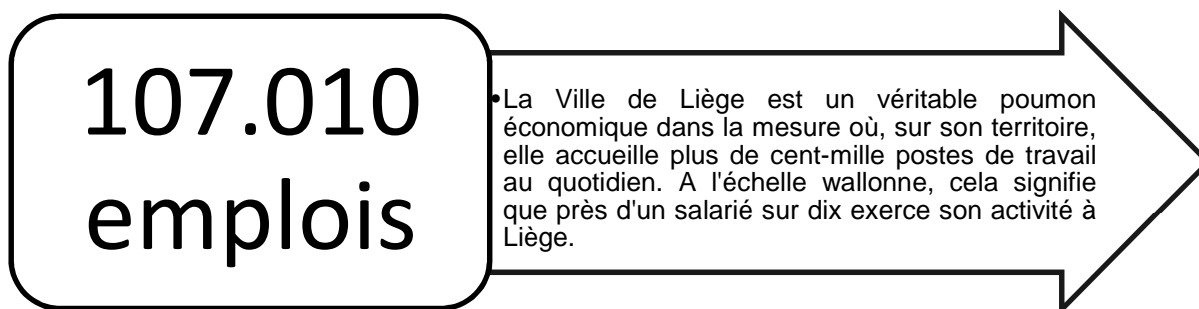 107.010
emplois
•La Ville de Liège est un véritable poumon
économique dans la mesure où, sur son territoire,
elle accueille plus de cent-mille postes de travail
au quotidien. A l'échelle wallonne, cela signifie
que près d'un salarié sur dix exerce son activité à
Liège.